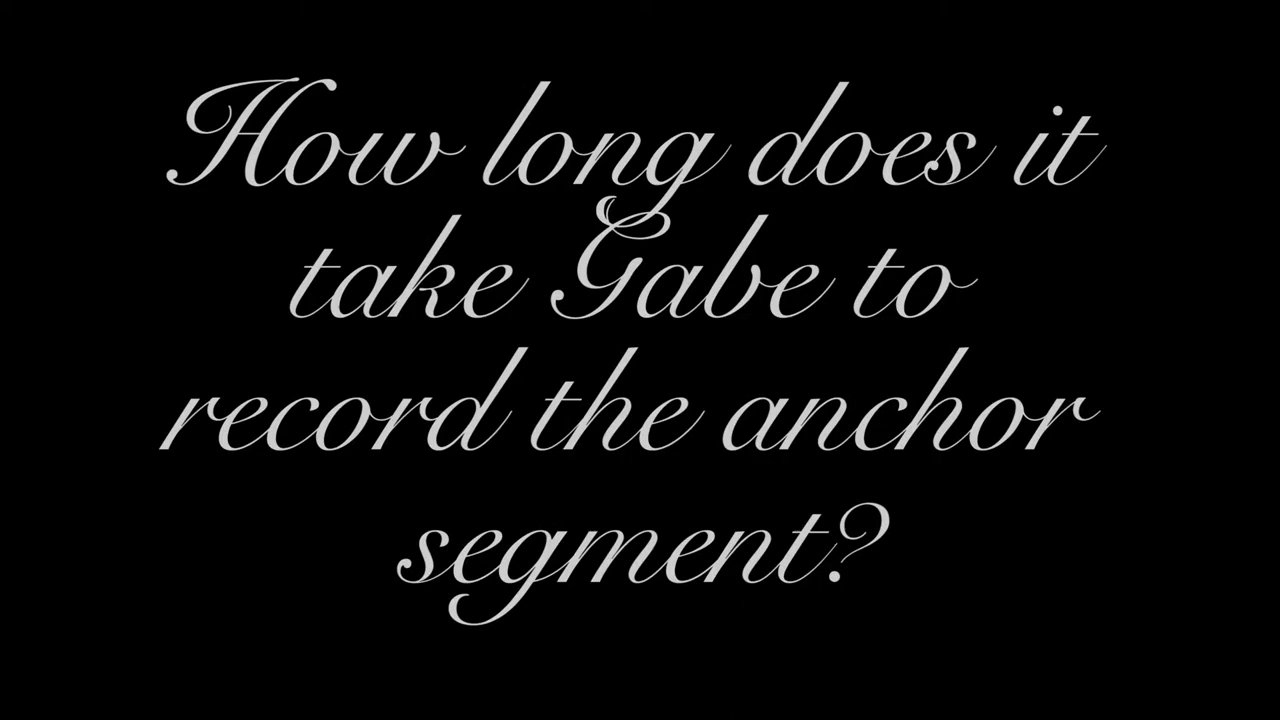 How long does it
take Gabe to
record the anchor
segment?